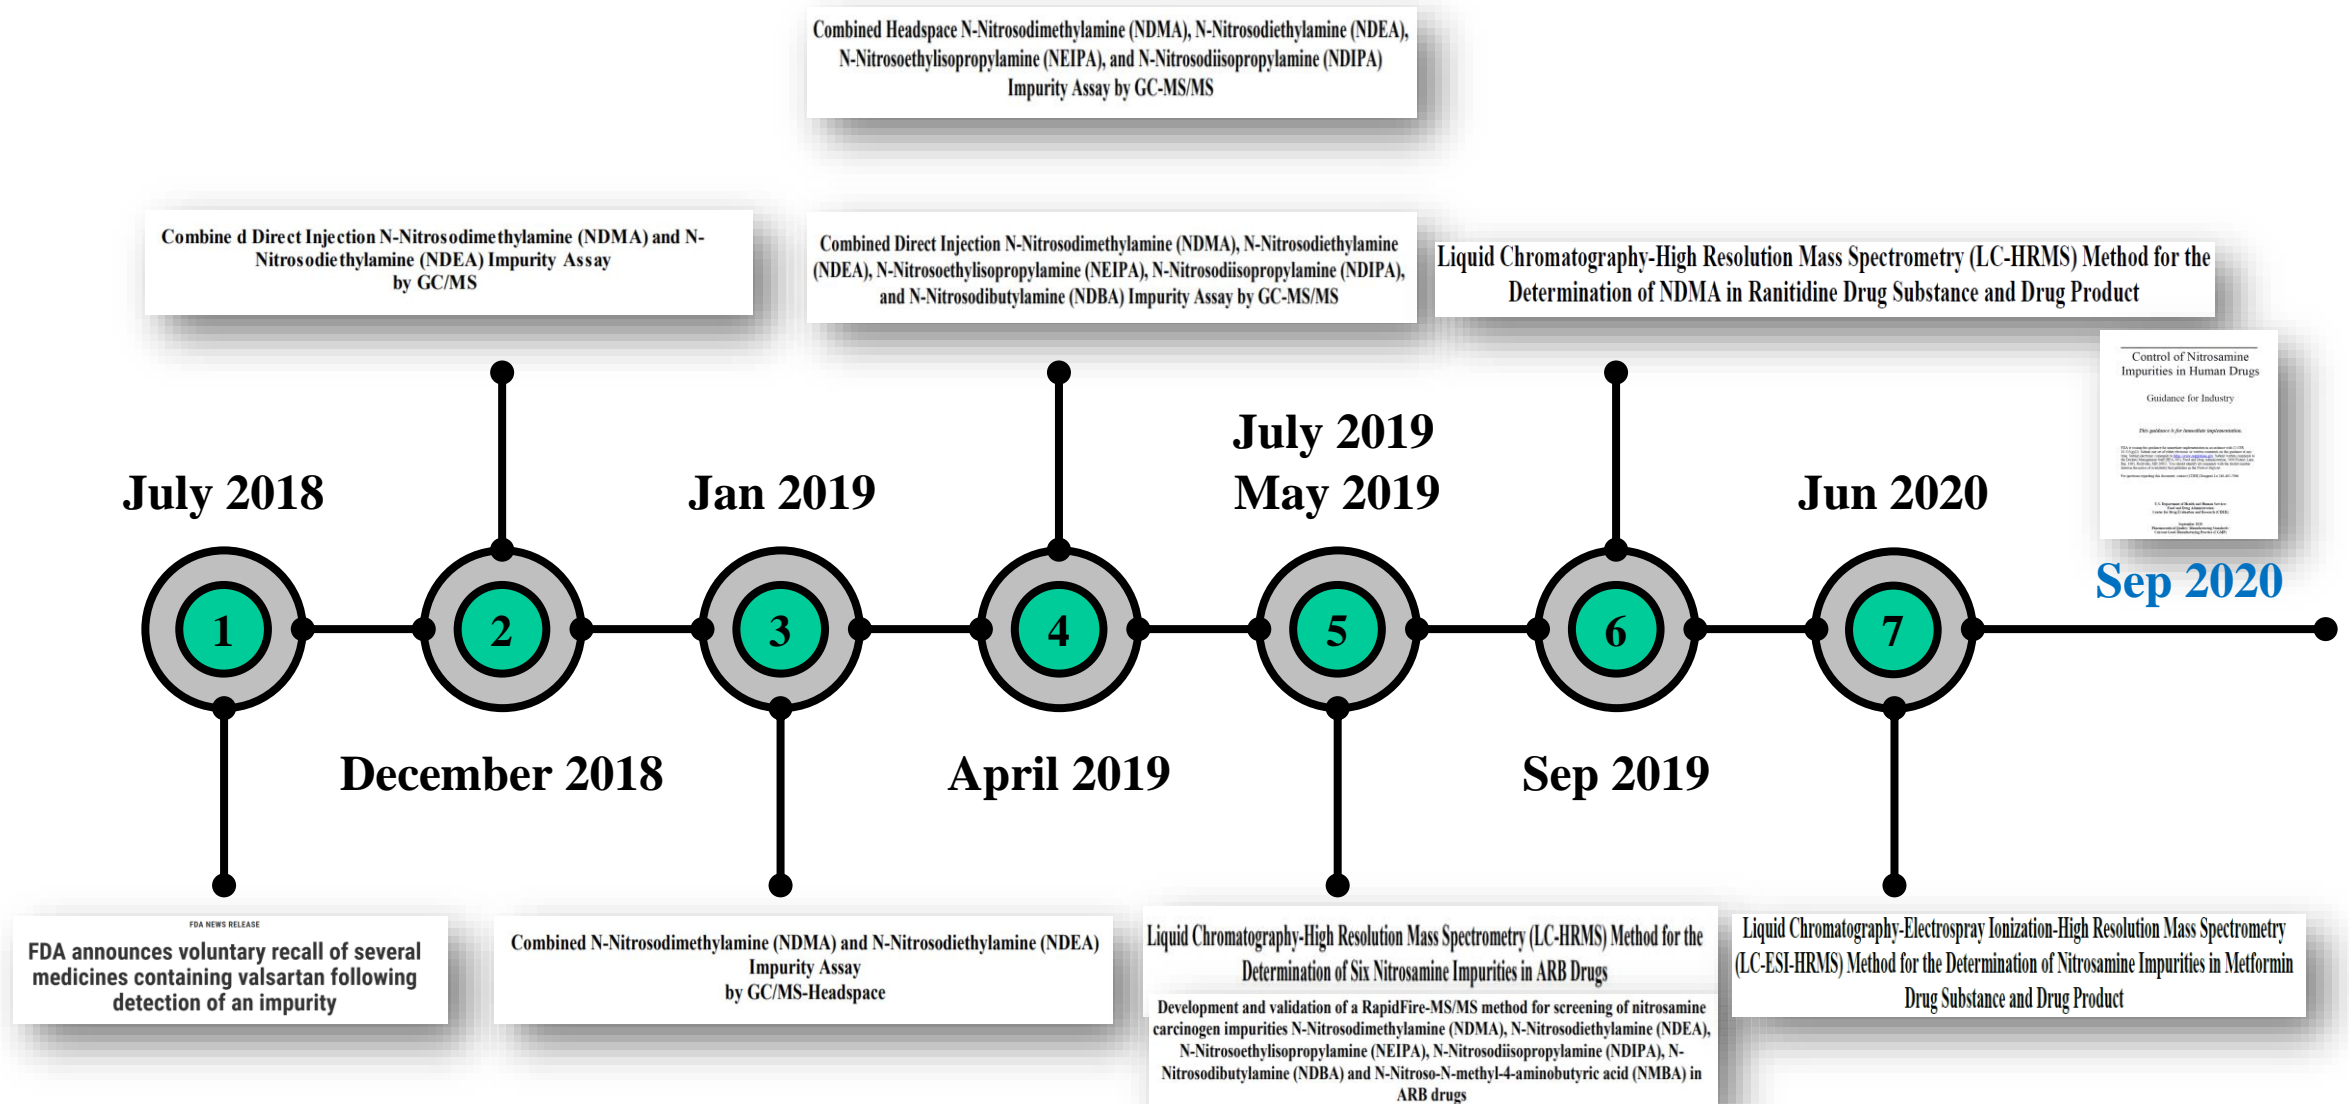 Combined Headspace N-Nitrosodimethylamine (NDMA), N-Nitrosodiethylamine (NDEA),
N-Nitrosoethylisopropylamine (NEIPA), and N-Nitrosodiisopropylamine (NDIPA)
Impurity Assay by GC-MS/MS
Combine d Direct Injection N-Nitrosodimethylamine (NDMA) and N-
Nitrosodiethylamine (NDEA) Impurity Assay
by GC/MS
Combined Direct Injection N-Nitrosodimethylamine (NDMA), N-Nitrosodiethylamine
(NDEA), N-Nitrosoethylisopropylamine (NEIPA), N-Nitrosodiisopropylamine (NDIPA),
and N-Nitrosodibutylamine (NDBA) Impurity Assay by GC-MS/MS
Liquid Chromatography-High Resolution Mass Spectrometry (LC-HRMS) Method for the
Determination of NDMA in Ranitidine Drug Substance and Drug Product
Control of Nitrosamine
Impurities in Human Drugs
Guidance for Industry
This guidance is for immediate implementation.
July 2018
Jan 2019
July 2019
May 2019
Jun 2020
Sep 2020
1
2
3
4
5
6
7
December 2018
April 2019
Sep 2019
FDA NEWS RELEASE
FDA announces voluntary recall of several
medicines containing valsartan following
detection of an impurity
Combined N-Nitrosodimethylamine (NDMA) and N-Nitrosodiethylamine (NDEA)
Impurity Assay
by GC/MS-Headspace
Liquid Chromatography-High Resolution Mass Spectrometry (LC-HRMS) Method for the
Determination of Six Nitrosamine Impurities in ARB Drugs
Development and validation of a RapidFire-MS/MS method for screening of nitrosamine
carcinogen impurities N-Nitrosodimethylamine (NDMA), N-Nitrosodiethylamine (NDEA),
N-Nitrosoethylisopropylamine (NEIPA), N-Nitrosodiisopropylamine (NDIPA), N-
Nitrosodibutylamine (NDBA) and N-Nitroso-N-methyl-4-aminobutyric acid (NMBA) in
ARB drugs
Liquid Chromatography-Electrospray Ionization-High Resolution Mass Spectrometry
(LC-ESI-HRMS) Method for the Determination of Nitrosamine Impurities in Metformin
Drug Substance and Drug Product